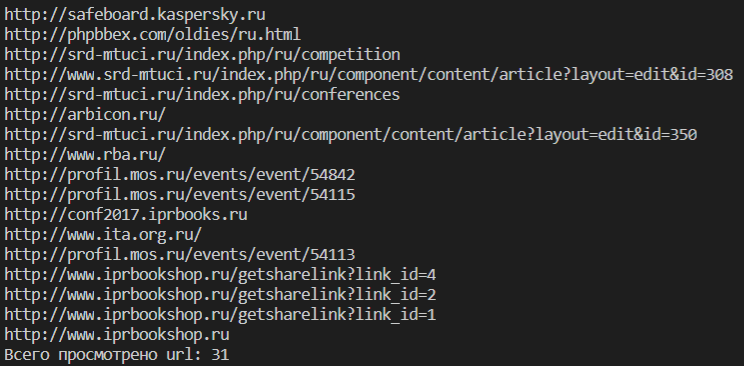 http://safeboard.kaspersky.ru
http://phpbbex.com/oldies/ru.html
http://srd-mtuci.ru/index.php/ru/competition
http://www.srd-mtuci.ru/index.php/ru/component/content/article?layout=edit&id=308
http://srd-mtuci.ru/index.php/ru/conferences
http://arbicon.ru/
http://srd-mtuci.ru/index.php/ru/component/content/article?layout=edit&id=350
http://www.rba.ru/
http://profil.mos.ru/events/event/54842
http://profil.mos.ru/events/event/54115
http://conf2017.iprbooks.ru
http://www.ita.org.ru/
http://profil.mos.ru/events/event/54113
http://www.iprbookshop.ru/getsharelink?link_id=4
http://www.iprbookshop.ru/getsharelink?link_id=2
http://www.iprbookshop.ru/getsharelink?link_id=1
http://www.iprbookshop.ru
Всего просмотрено url: 31